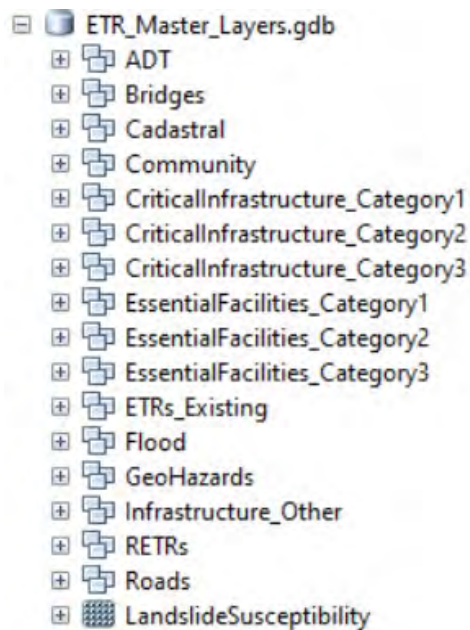 ETR_Master_Layers.gdb
ADT
Bridges
Cadastral
Community
CriticalInfrastructure_Category1
CriticalInfrastructure_Category2
CriticalInfrastructure_Category3
EssentialFacilities_Category1
EssentialFacilities_Category2
EssentialFacilities_Category3
ETRs_Existing
Flood
GeoHazards
Infrastructure_Other
RETRs
Roads
LandslideSusceptibility